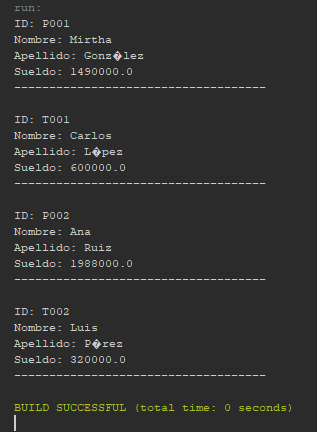 run:
ID: P001
Nombre: Mirtha
Apellido: Gonz�lez
Sueldo: 1490000.0
------------------------------------
ID: T001
Nombre: Carlos
Apellido: L�pez
Sueldo: 600000.0
------------------------------------
ID: P002
Nombre: Ana
Apellido: Ruiz
Sueldo: 1988000.0
------------------------------------
ID: T002
Nombre: Luis
Apellido: P�rez
Sueldo: 320000.0
------------------------------------
BUILD SUCCESSFUL (total time: 0 seconds)